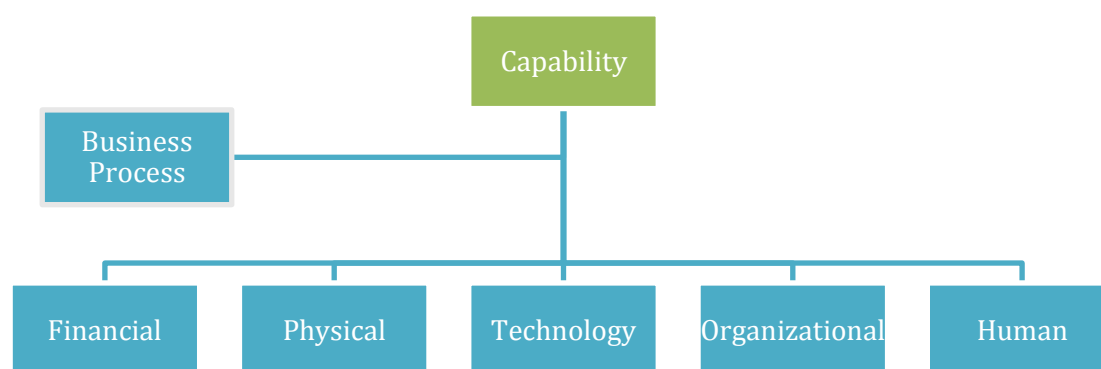 Capability
Business
Process
Financial
Physical
Technology
Organizational
Human